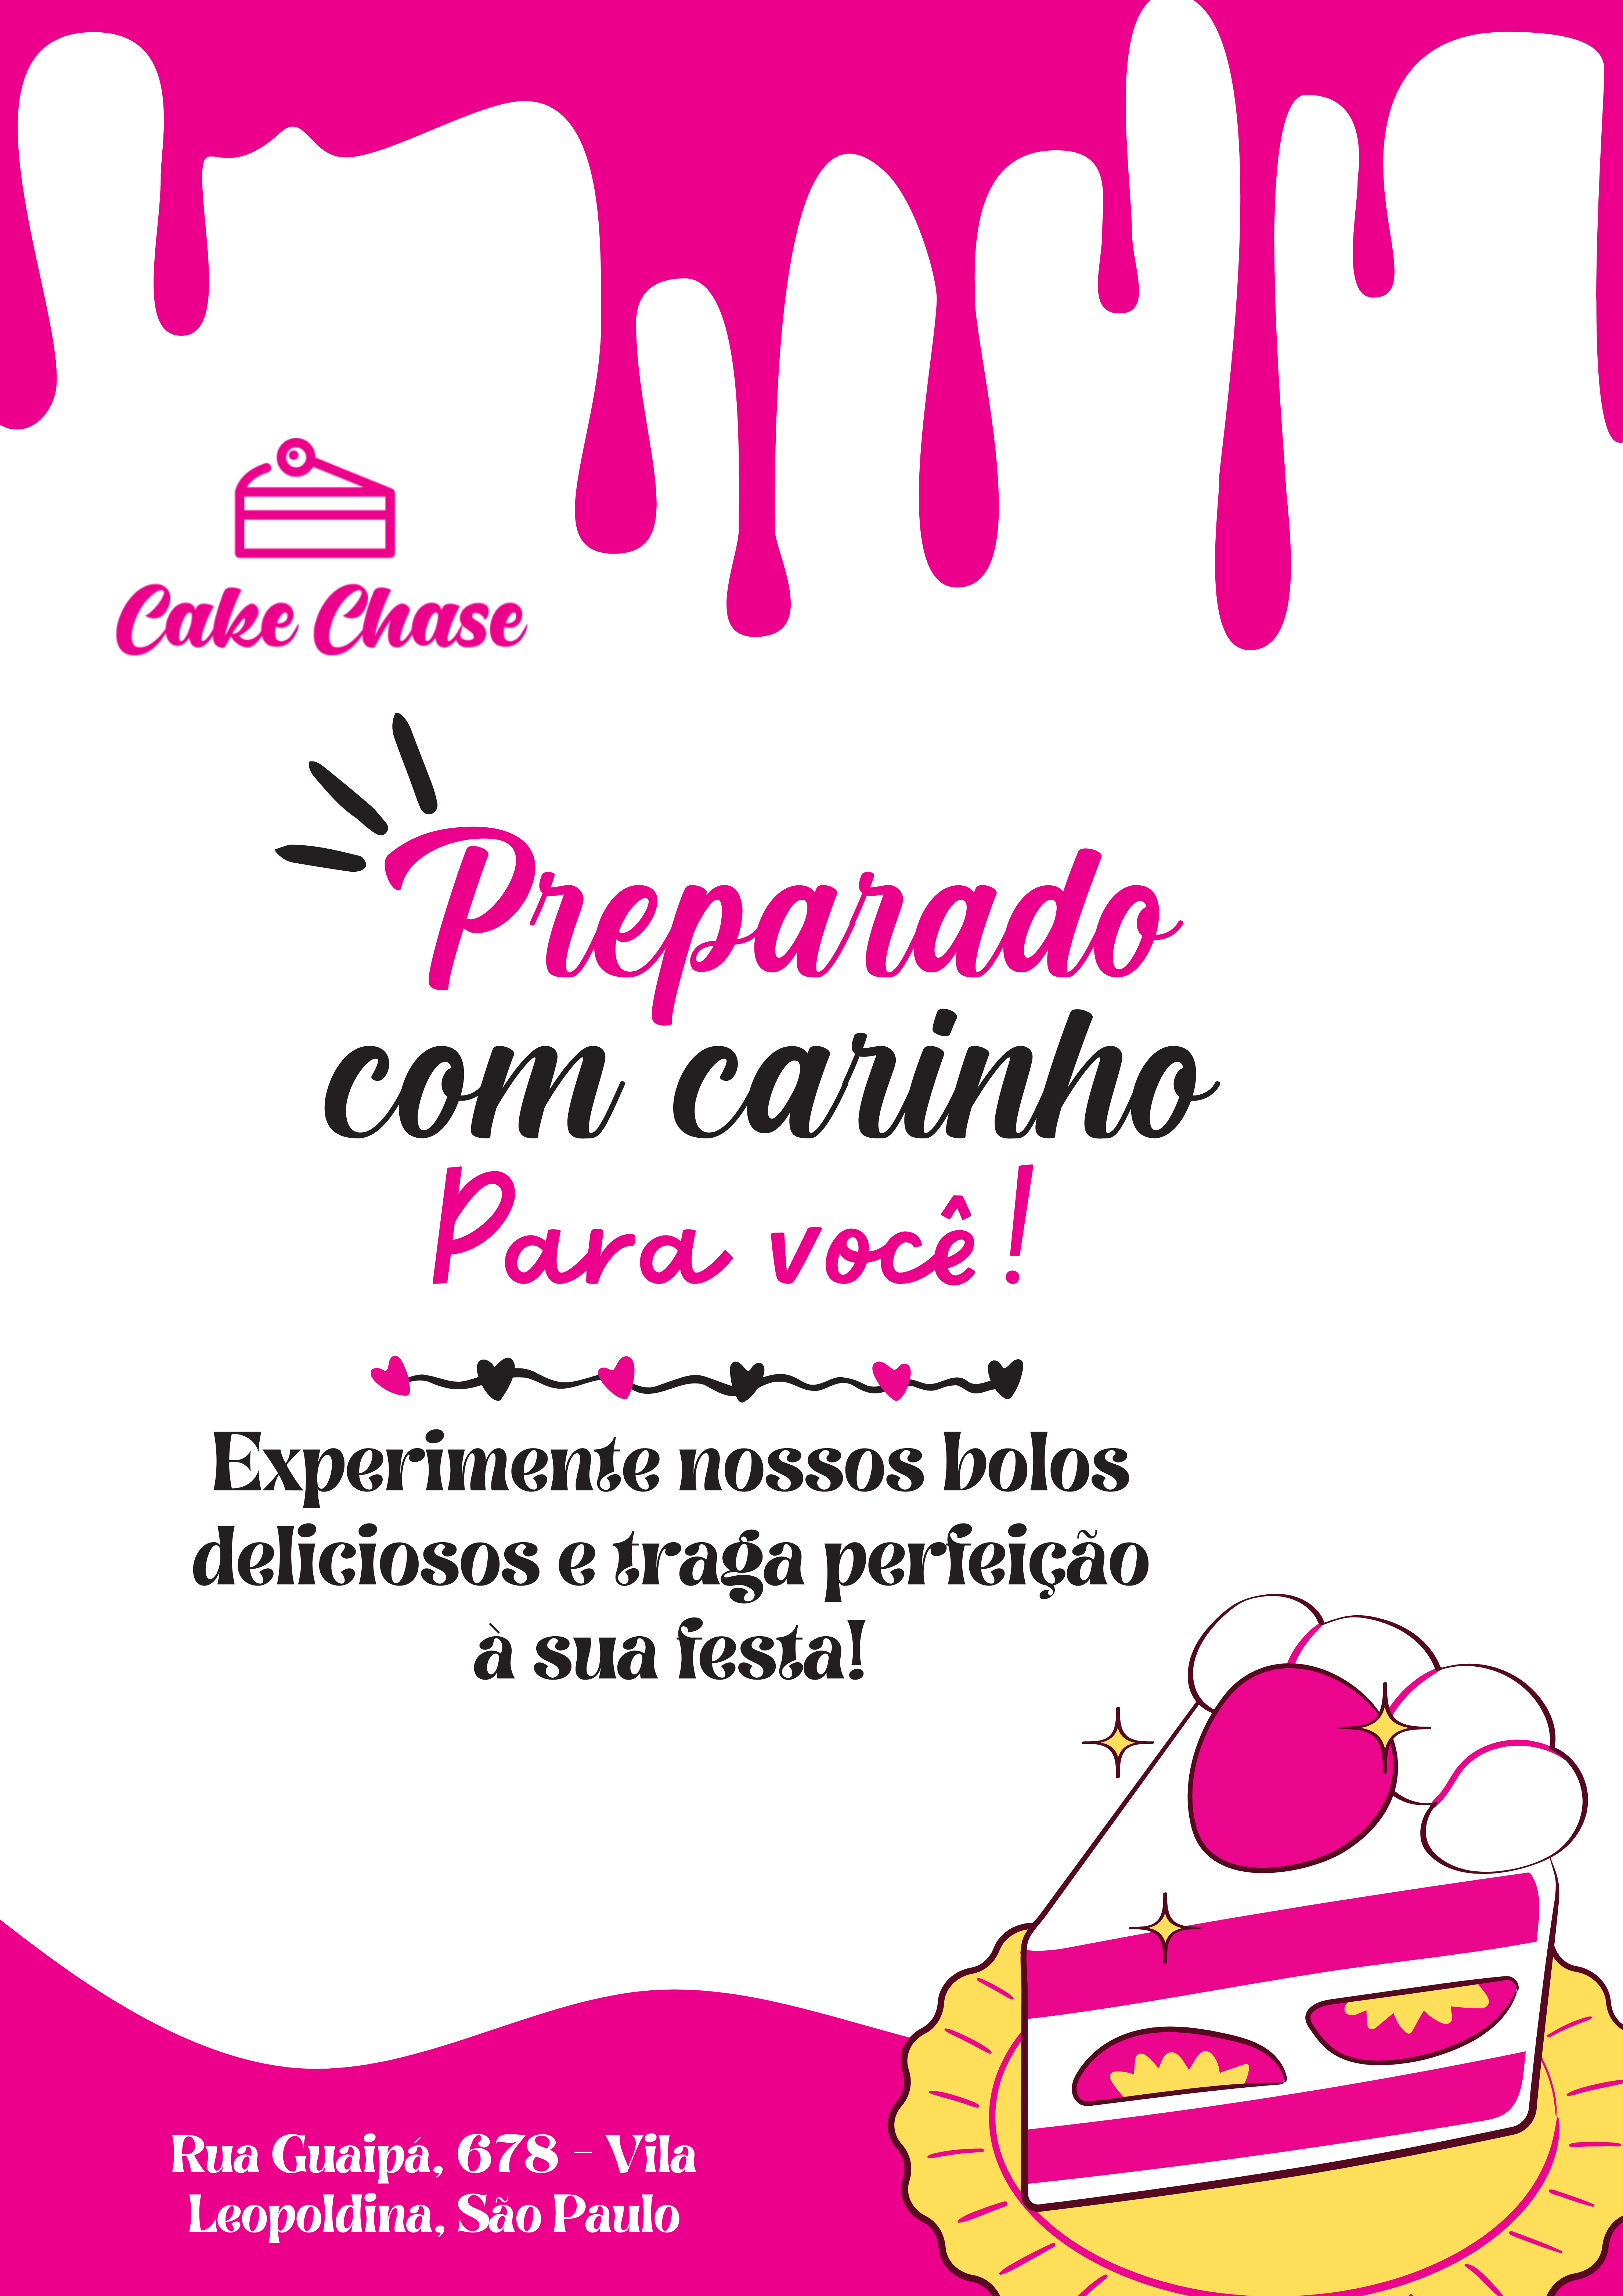 Cake Chase
Preparado
com carinho
Para você!
Experimente nossos bolos
deliciosos e traga perfeição
à sua festa!
Rua Guaipá, 678 - Vila
Leopoldina, São Paulo